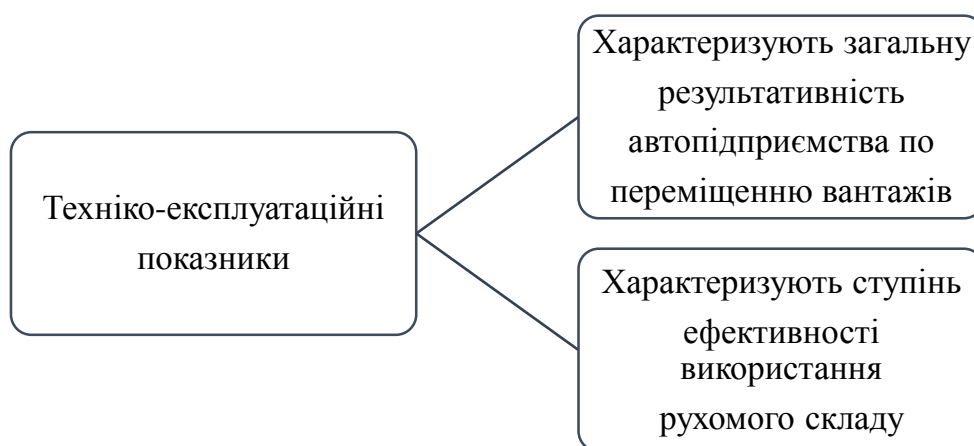 Техніко-експлуатаційні
показники
Характеризують загальну
результативність
автопідприємства по
переміщенню вантажів
Характеризують ступінь
ефективності
використання
рухомого складу